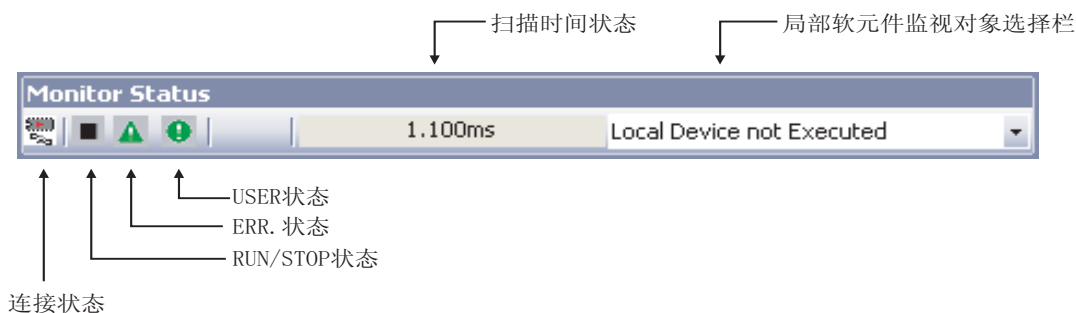 扫描时间状态
局部软元件监视对象选择栏
Monitor Status
1.100ms
Local Device not Executed
USER状态
ERR.状态
RUN/STOP状态
连接状态